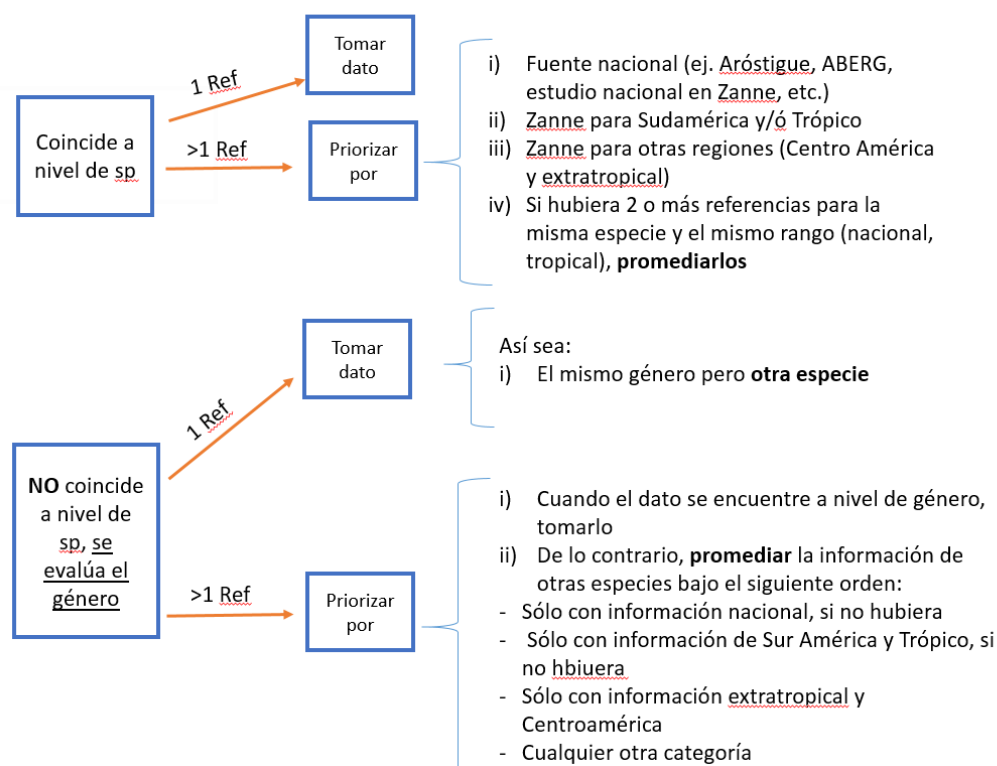 Coincide a
nivel de sp
1 Ref
Tomar
dato
>1 Ref
Priorizar
por
i) Fuente nacional (ej. Aróstigue, ABERG,
estudio nacional en Zanne, etc.)
ii) Zanne para Sudamérica y/ó Trópico
iii) Zanne para otras regiones (Centro América
y extratropical)
iv) Si hubiera 2 o más referencias para la
misma especie y el mismo rango (nacional,
tropical), promediarlos
NO coincide
a nivel de
sp, se
evalúa el
género
1 Ref
Tomar
dato
Así sea:
i) El mismo género pero otra especie
>1 Ref
Priorizar
por
i) Cuando el dato se encuentre a nivel de género,
tomarlo
ii) De lo contrario, promediar la información de
otras especies bajo el siguiente orden:
- Sólo con información nacional, si no hubiera
- Sólo con información de Sur América y Trópico, si
no hbiuera
- Sólo con información extratropical y
Centroamérica
- Cualquier otra categoría